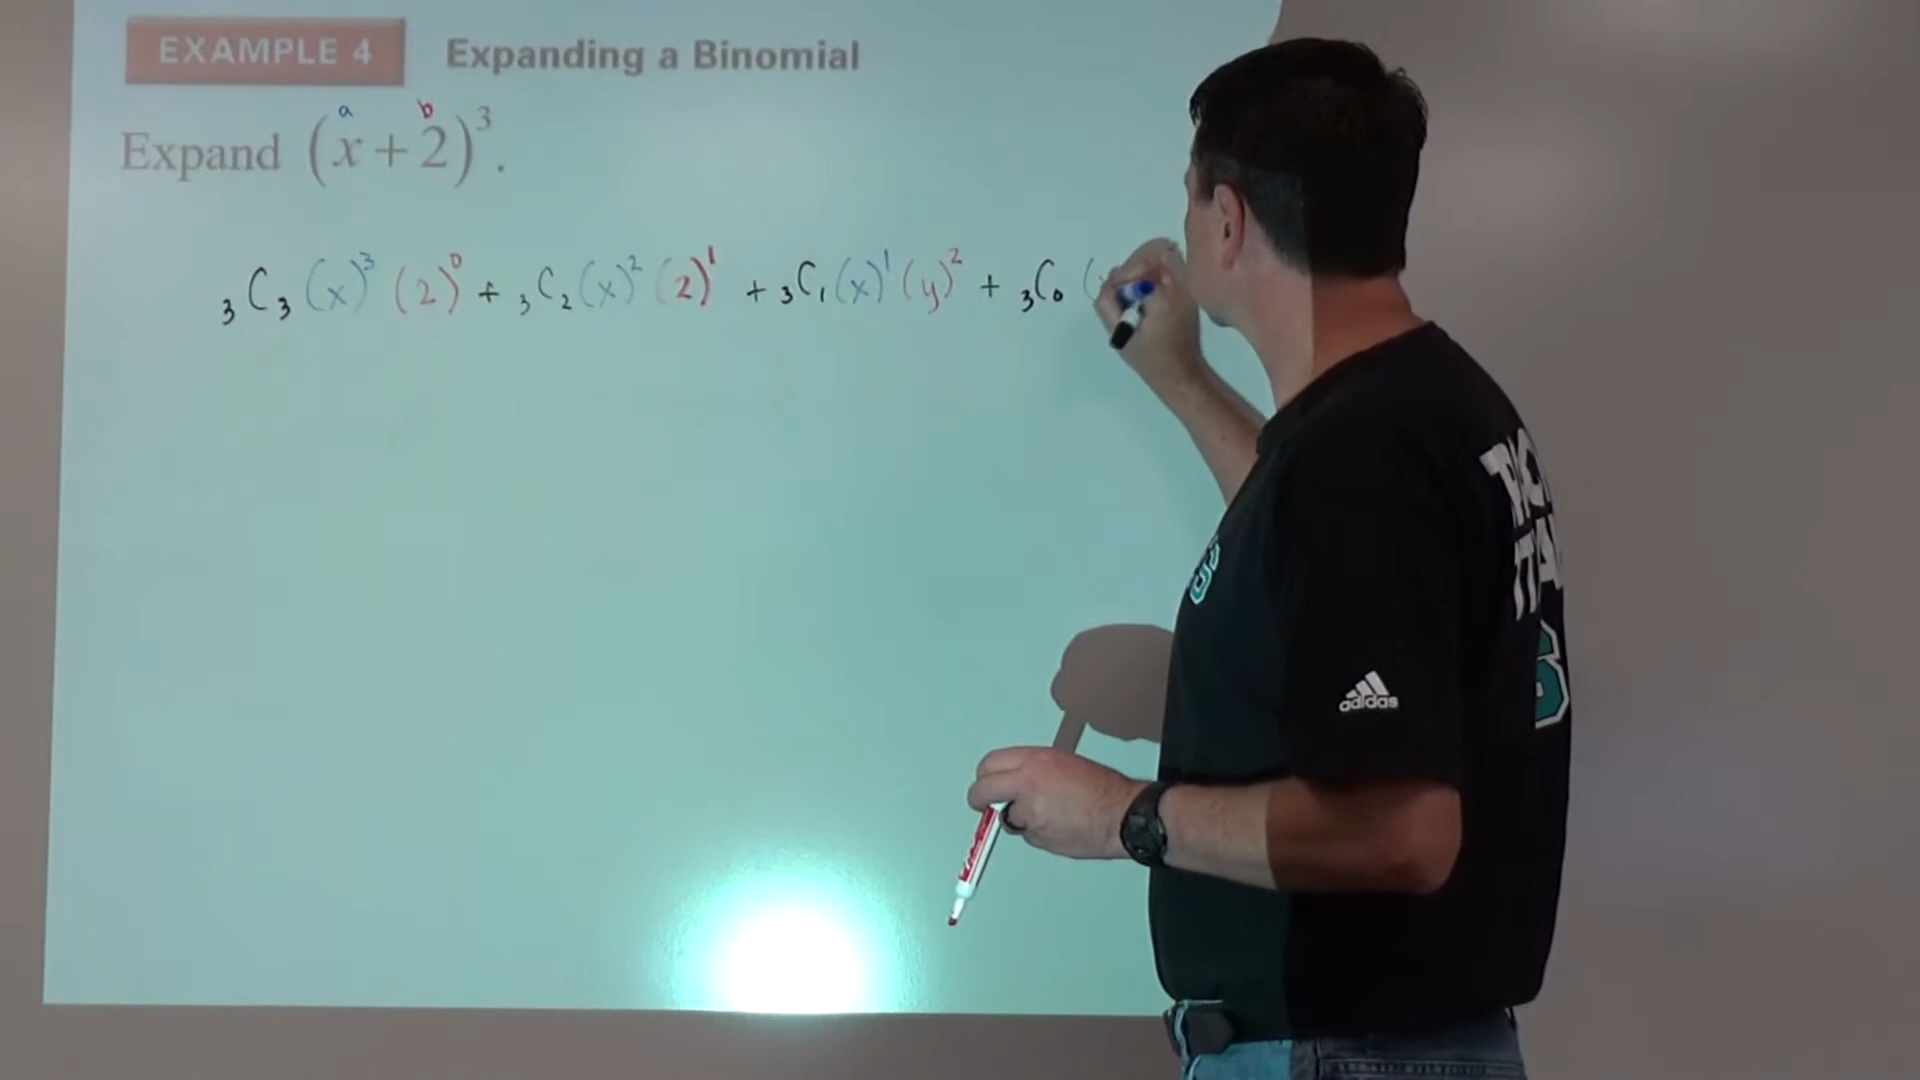 EXAMPLE 4 Expanding a Binomial
a b
Expand (x + 2)³.
₃C₃ (x)³ (2)⁰ + ₃C₂ (x)² (2)¹ + ₃C₁ (x)¹ (y)² + ₃C₀ (
adidas